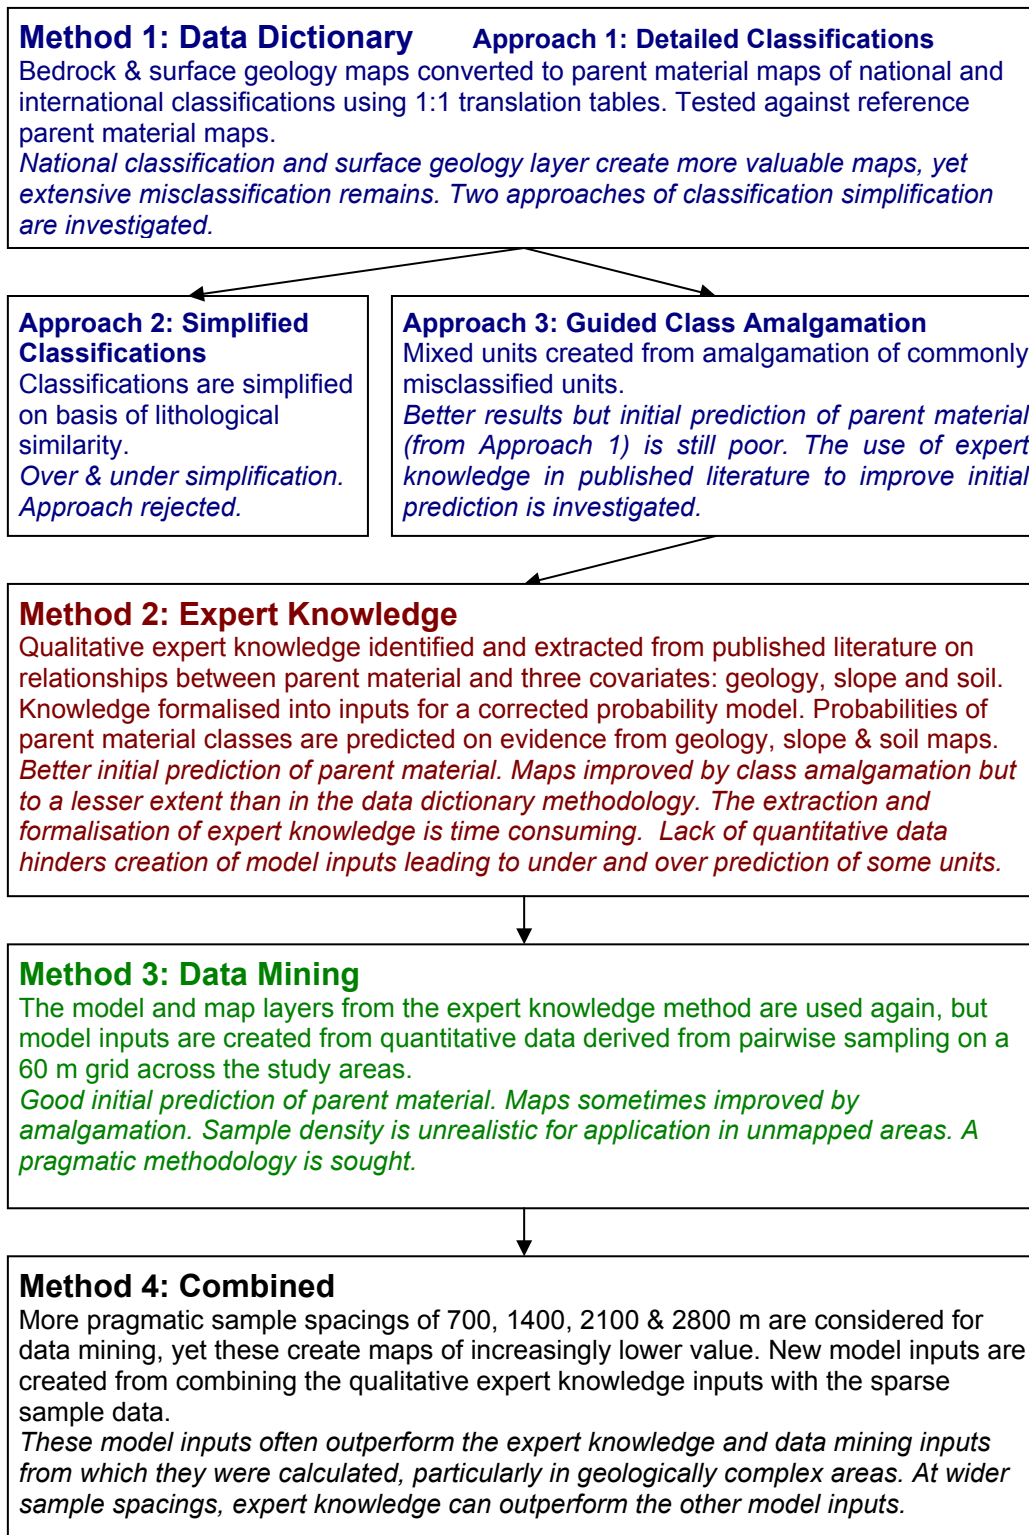 Method 1: Data Dictionary Approach 1: Detailed Classifications
Bedrock & surface geology maps converted to parent material maps of national and
international classifications using 1:1 translation tables. Tested against reference
parent material maps.
National classification and surface geology layer create more valuable maps, yet
extensive misclassification remains. Two approaches of classification simplification
are investigated.
Approach 2: Simplified
Classifications
Classifications are simplified
on basis of lithological
similarity.
Over & under simplification.
Approach rejected.
Approach 3: Guided Class Amalgamation
Mixed units created from amalgamation of commonly
misclassified units.
Better results but initial prediction of parent material
(from Approach 1) is still poor. The use of expert
knowledge in published literature to improve initial
prediction is investigated.
Method 2: Expert Knowledge
Qualitative expert knowledge identified and extracted from published literature on
relationships between parent material and three covariates: geology, slope and soil.
Knowledge formalised into inputs for a corrected probability model. Probabilities of
parent material classes are predicted on evidence from geology, slope & soil maps.
Better initial prediction of parent material. Maps improved by class amalgamation but
to a lesser extent than in the data dictionary methodology. The extraction and
formalisation of expert knowledge is time consuming. Lack of quantitative data
hinders creation of model inputs leading to under and over prediction of some units.
Method 3: Data Mining
The model and map layers from the expert knowledge method are used again, but
model inputs are created from quantitative data derived from pairwise sampling on a
60 m grid across the study areas.
Good initial prediction of parent material. Maps sometimes improved by
amalgamation. Sample density is unrealistic for application in unmapped areas. A
pragmatic methodology is sought.
Method 4: Combined
More pragmatic sample spacings of 700, 1400, 2100 & 2800 m are considered for
data mining, yet these create maps of increasingly lower value. New model inputs are
created from combining the qualitative expert knowledge inputs with the sparse
sample data.
These model inputs often outperform the expert knowledge and data mining inputs
from which they were calculated, particularly in geologically complex areas. At wider
sample spacings, expert knowledge can outperform the other model inputs.